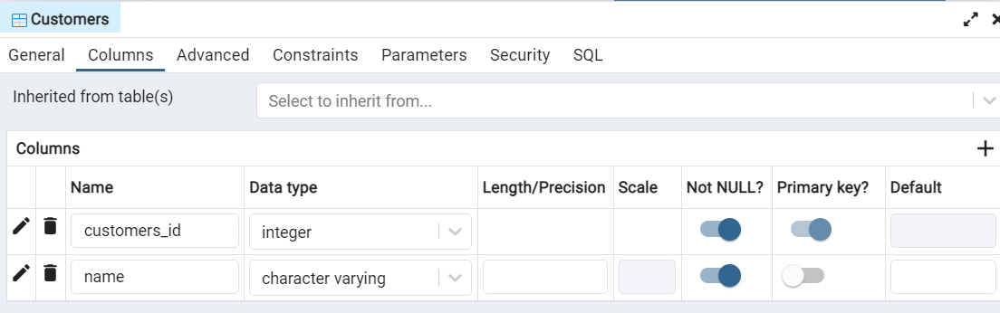 Customers
General Columns Advanced Constraints Parameters Security SQL
Inherited from table(s) Select to inherit from...
Columns
Name Data type Length/Precision Scale Not NULL? Primary key? Default
customers_id integer
name character varying